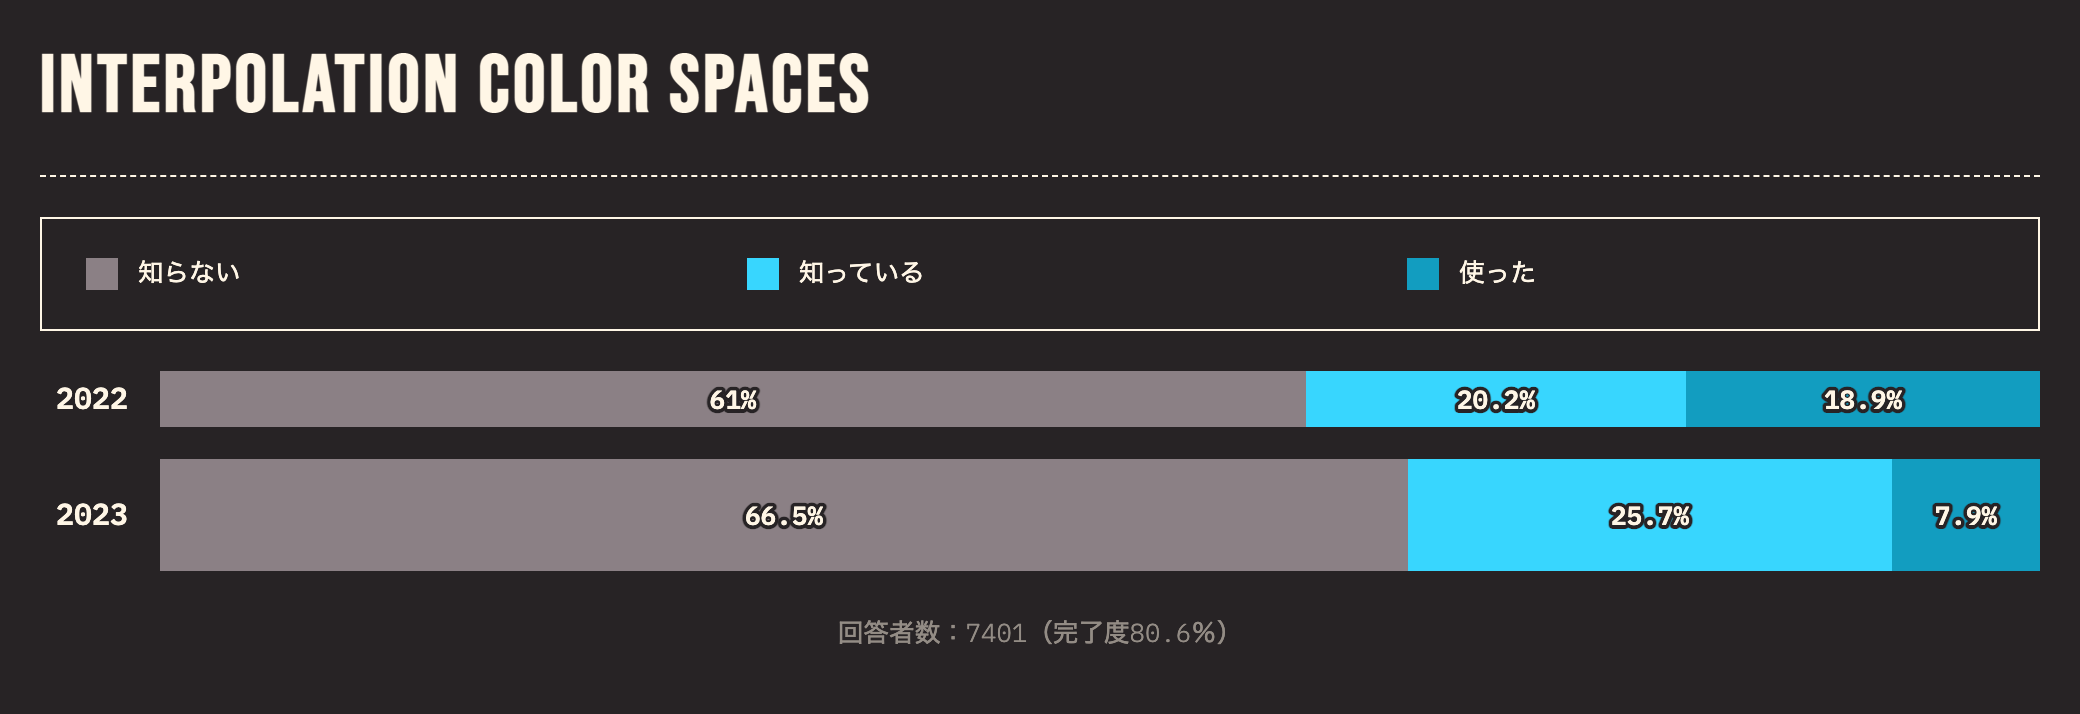 INTERPOLATION COLOR SPACES
知らない 知っている 使った
2022 61% 20.2% 18.9%
2023 66.5% 25.7% 7.9%
回答者数：7401（完了度80.6%）